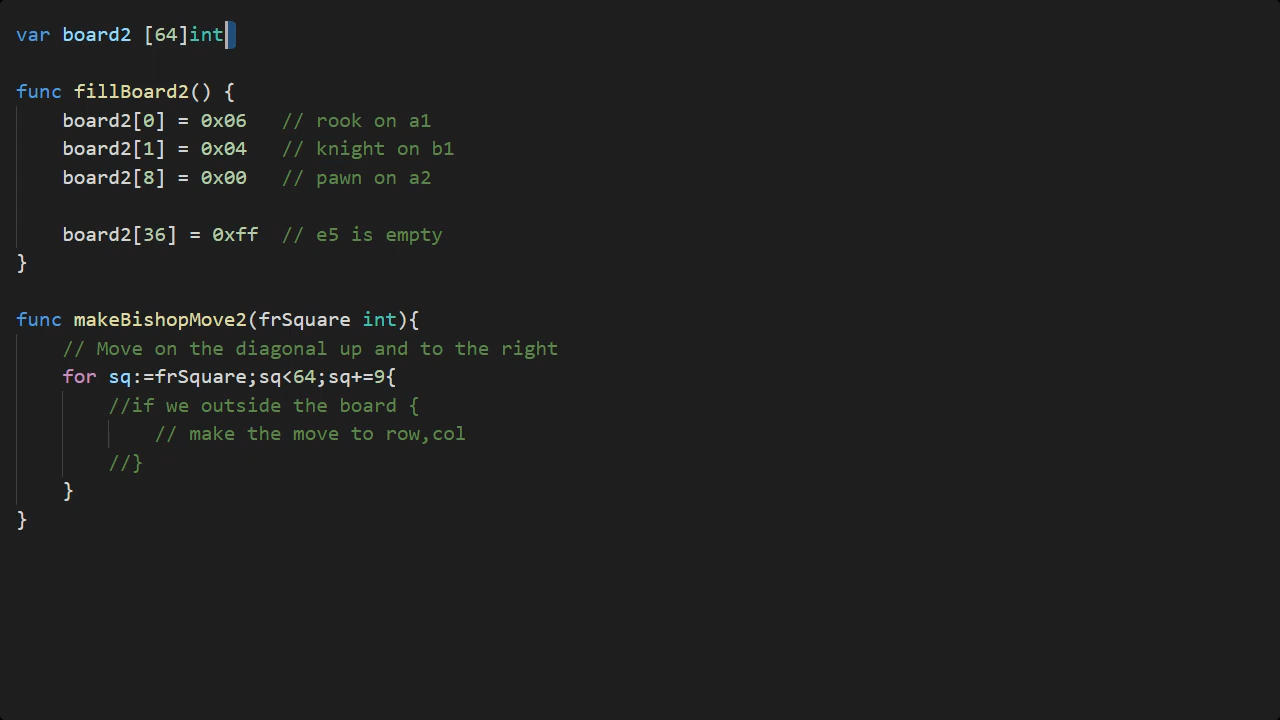 var board2 [64]int
func fillBoard2() {
board2[0] = 0x06 // rook on a1
board2[1] = 0x04 // knight on b1
board2[8] = 0x00 // pawn on a2
board2[36] = 0xff // e5 is empty
}
func makeBishopMove2(frSquare int){
// Move on the diagonal up and to the right
for sq:=frSquare;sq<64;sq+=9{
//if we outside the board {
// make the move to row,col
//}
}
}